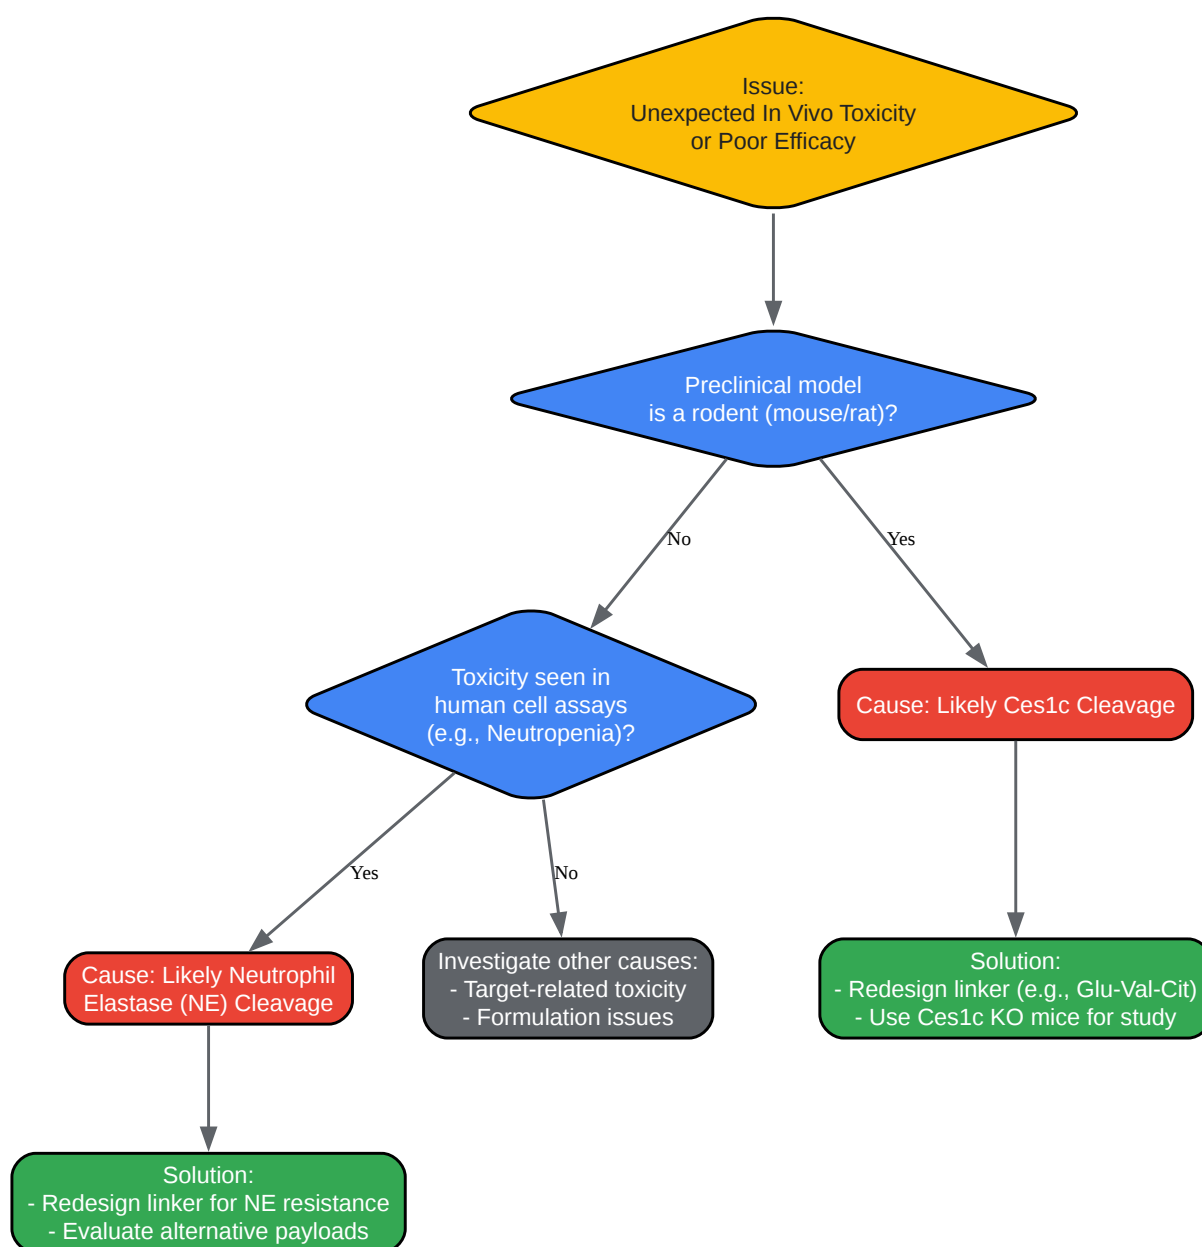 Issue:
Unexpected In Vivo Toxicity
or Poor Efficacy
Preclinical model
is a rodent (mouse/rat)?
No
Yes
Toxicity seen in
human cell assays
(e.g., Neutropenia)?
Cause: Likely Ces1c Cleavage
Yes
No
Cause: Likely Neutrophil
Elastase (NE) Cleavage
Investigate other causes:
- Target-related toxicity
- Formulation issues
Solution:
- Redesign linker (e.g., Glu-Val-Cit)
- Use Ces1c KO mice for study
Solution:
- Redesign linker for NE resistance
- Evaluate alternative payloads